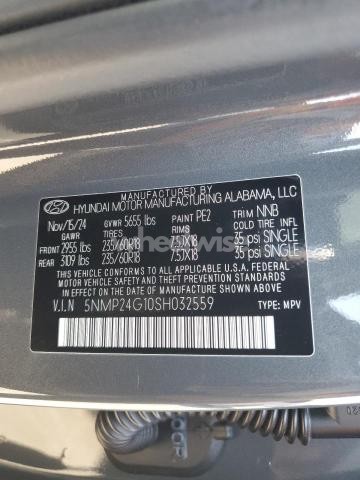 MANUFACTURED BY
HYUNDAI MOTOR MANUFACTURING ALABAMA, LLC
Nov/15/24 GVWR 5655 lbs PAINT PE2 TRIM NNB
GAWR TIRES RIMS COLD TIRE INFL
FRONT 2955 lbs 235/60R18 7.5JX18 35 psi SINGLE
REAR 3109 lbs 235/60R18 7.5JX18 35 psi SINGLE
THIS VEHICLE CONFORMS TO ALL APPLICABLE U.S.A. FEDERAL
MOTOR VEHICLE SAFETY AND THEFT PREVENTION STANDARDS
IN EFFECT ON THE DATE OF MANUFACTURE SHOWN ABOVE
V.I.N 5NMP24G10SH032559 TYPE: MPV